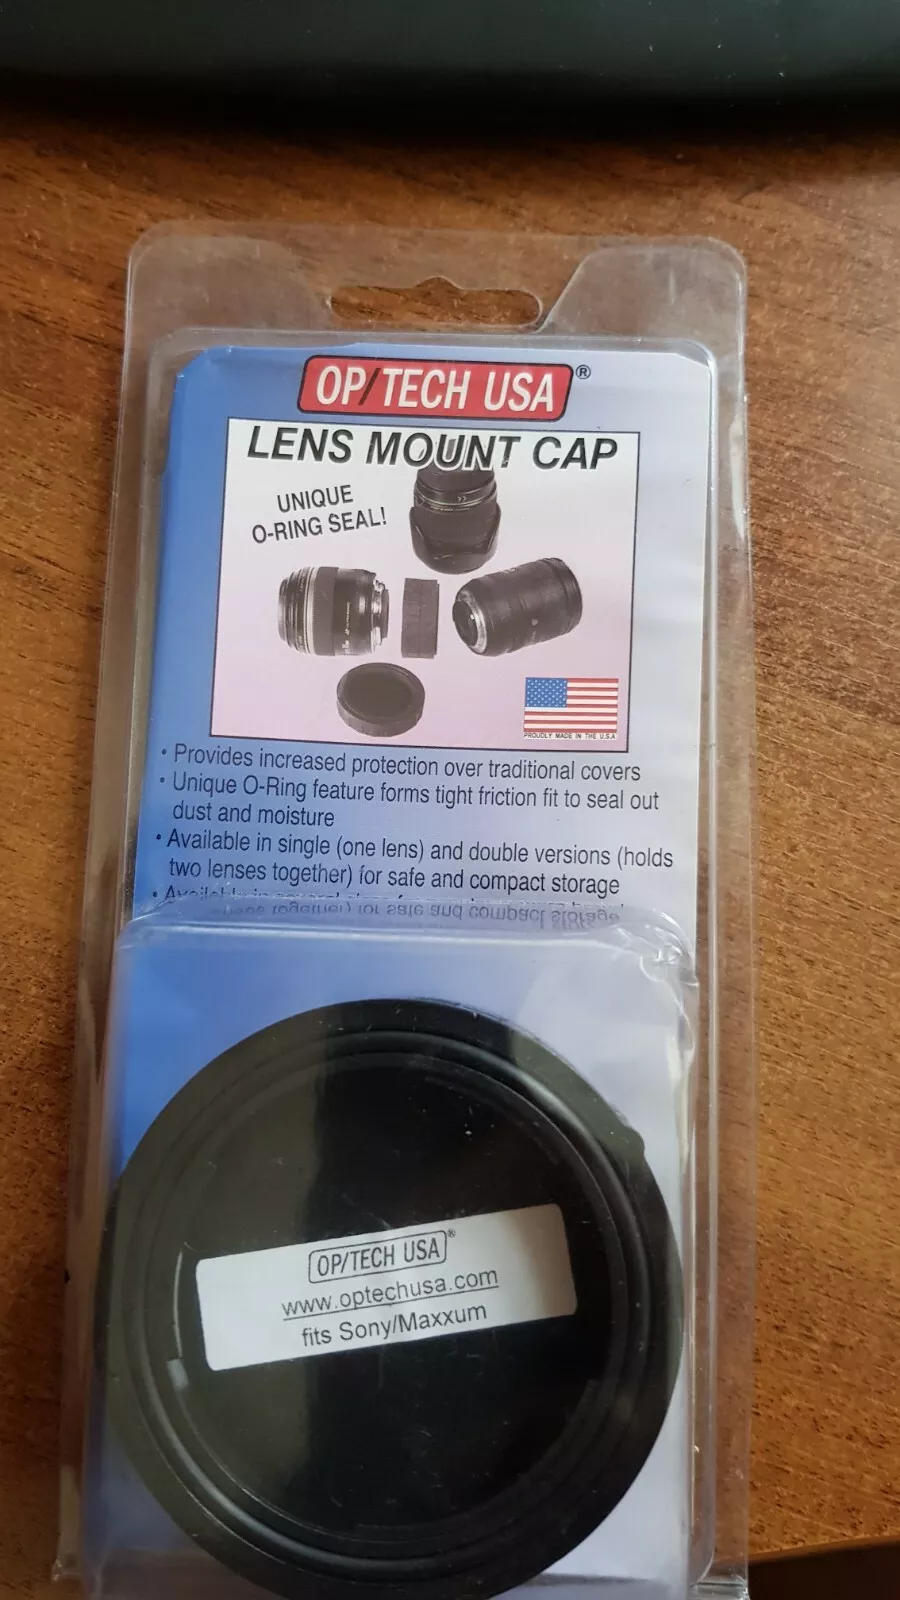 OP/TECH USA®
LENS MOUNT CAP
UNIQUE
O-RING SEAL!
PROUDLY MADE IN THE U.S.A.
• Provides increased protection over traditional covers
• Unique O-Ring feature forms tight friction fit to seal out
dust and moisture
• Available in single (one lens) and double versions (holds
two lenses together) for safe and compact storage
• Available in several
OP/TECH USA®
www.optechusa.com
fits Sony/Maxxum